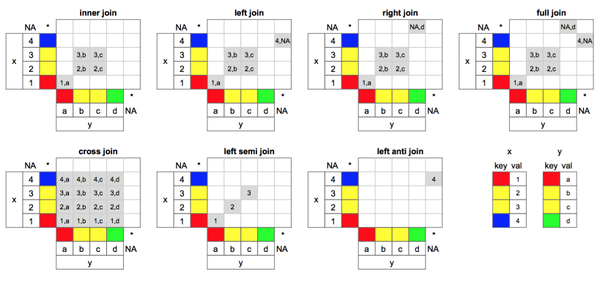 inner join
left join
right join
full join
NA *
4
x 3 3,b 3,c
2 2,b 2,c
1 1,a
*
a b c d NA
y
NA *
4 4,NA
x 3 3,b 3,c
2 2,b 2,c
1 1,a
*
a b c d NA
y
NA * NA,d
4
x 3 3,b 3,c
2 2,b 2,c
1 1,a
*
a b c d NA
y
NA * NA,d
4 4,NA
x 3 3,b 3,c
2 2,b 2,c
1 1,a
*
a b c d NA
y
cross join
left semi join
left anti join
NA *
4 4,a 4,b 4,c 4,d
x 3 3,a 3,b 3,c 3,d
2 2,a 2,b 2,c 2,d
1 1,a 1,b 1,c 1,d
*
a b c d NA
y
NA *
4
x 3 3
2 2
1 1
*
a b c d NA
y
NA *
4 4
x 3
2
1
*
a b c d NA
y
x y
key val key val
1 a
2 b
3 c
4 d